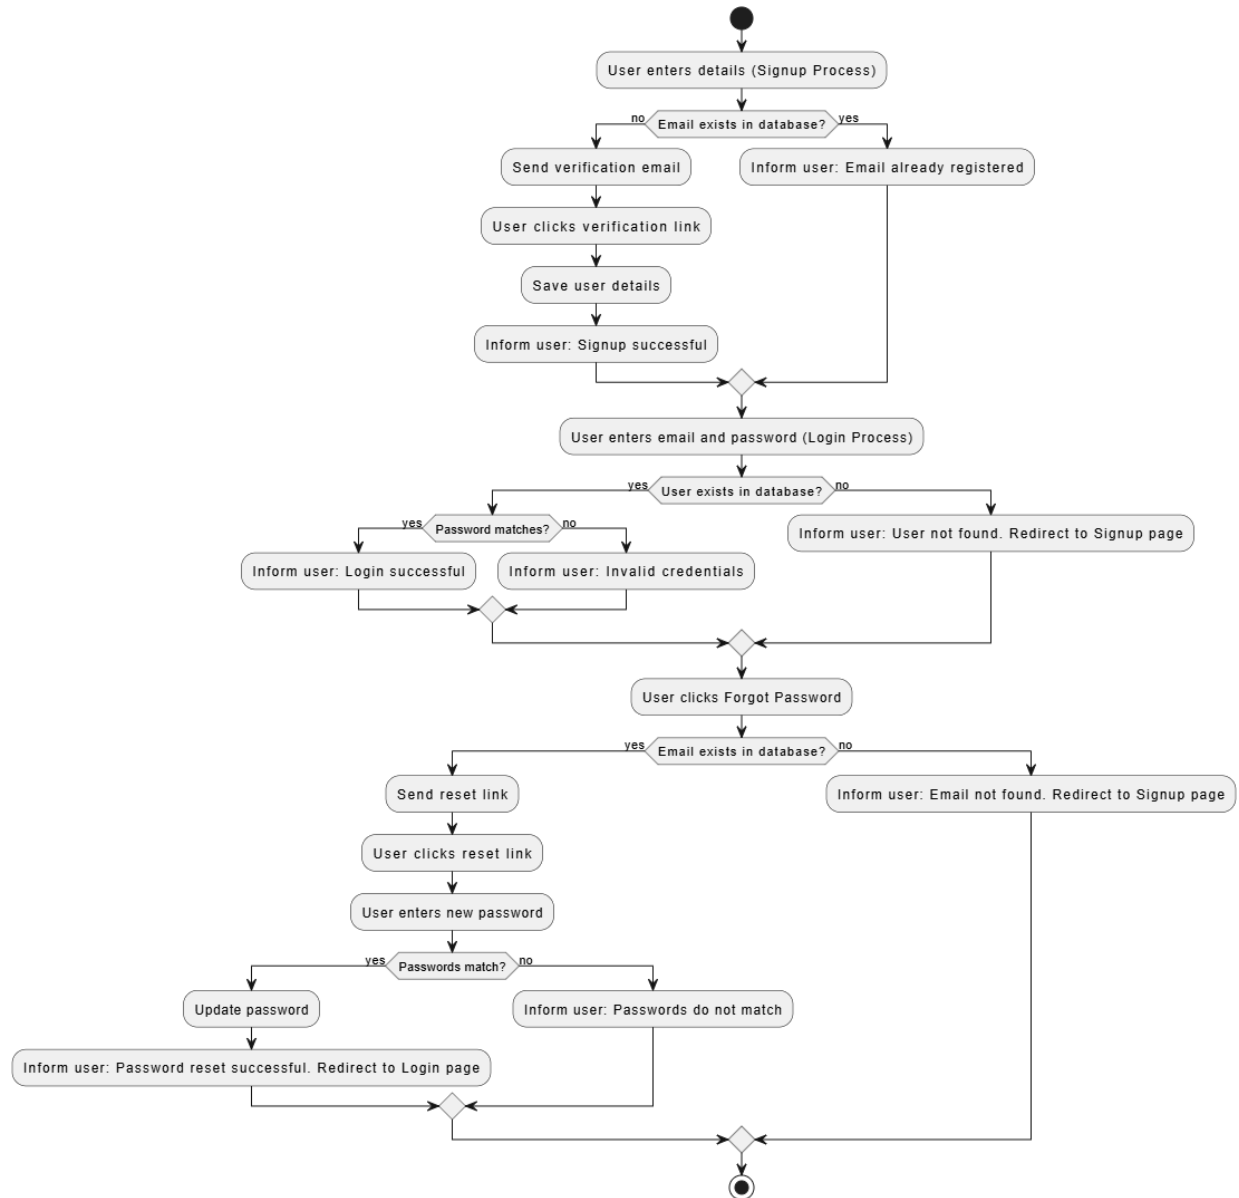 User enters details (Signup Process)
no
Email exists in database?
yes
Send verification email
Inform user: Email already registered
User clicks verification link
Save user details
Inform user: Signup successful
User enters email and password (Login Process)
yes
User exists in database?
no
yes
Password matches?
no
Inform user: User not found. Redirect to Signup page
Inform user: Login successful
Inform user: Invalid credentials
User clicks Forgot Password
yes
Email exists in database?
no
Send reset link
Inform user: Email not found. Redirect to Signup page
User clicks reset link
User enters new password
yes
Passwords match?
no
Update password
Inform user: Passwords do not match
Inform user: Password reset successful. Redirect to Login page